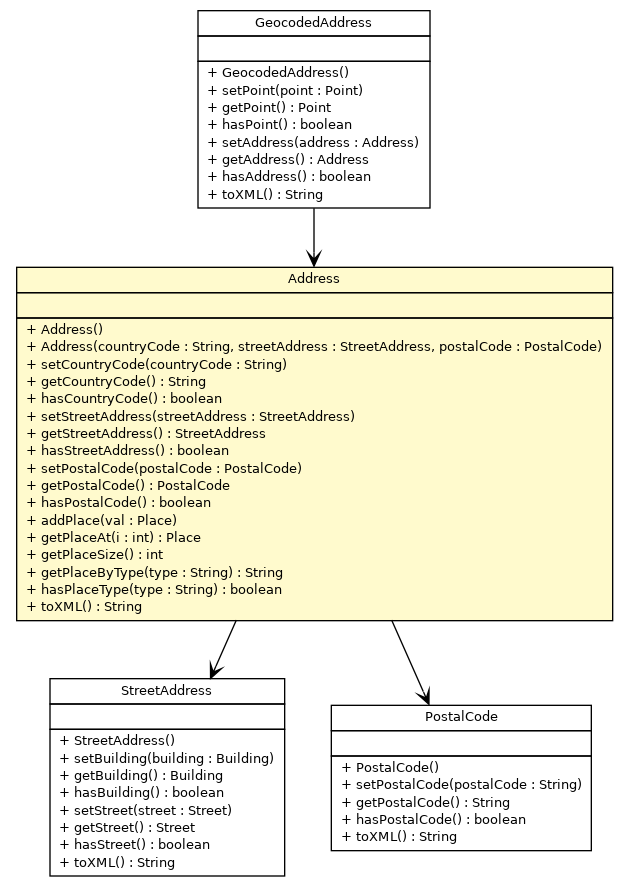 GeocodedAddress
+ GeocodedAddress()
+ setPoint(point : Point)
+ getPoint() : Point
+ hasPoint() : boolean
+ setAddress(address : Address)
+ getAddress() : Address
+ hasAddress() : boolean
+ toXML() : String
Address
+ Address()
+ Address(countryCode : String, streetAddress : StreetAddress, postalCode : PostalCode)
+ setCountryCode(countryCode : String)
+ getCountryCode() : String
+ hasCountryCode() : boolean
+ setStreetAddress(streetAddress : StreetAddress)
+ getStreetAddress() : StreetAddress
+ hasStreetAddress() : boolean
+ setPostalCode(postalCode : PostalCode)
+ getPostalCode() : PostalCode
+ hasPostalCode() : boolean
+ addPlace(val : Place)
+ getPlaceAt(i : int) : Place
+ getPlaceSize() : int
+ getPlaceByType(type : String) : String
+ hasPlaceType(type : String) : boolean
+ toXML() : String
StreetAddress
+ StreetAddress()
+ setBuilding(building : Building)
+ getBuilding() : Building
+ hasBuilding() : boolean
+ setStreet(street : Street)
+ getStreet() : Street
+ hasStreet() : boolean
+ toXML() : String
PostalCode
+ PostalCode()
+ setPostalCode(postalCode : String)
+ getPostalCode() : String
+ hasPostalCode() : boolean
+ toXML() : String